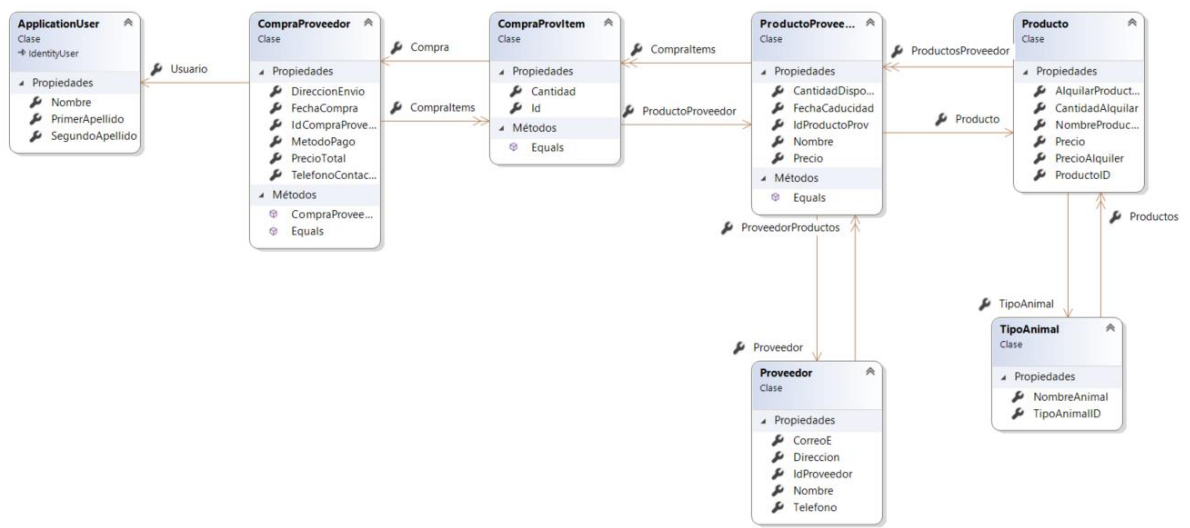 ApplicationUser
Clase
IdentityUser
Propiedades
Nombre
PrimerApellido
SegundoApellido
Usuario
CompraProveedor
Clase
Propiedades
DireccionEnvio
FechaCompra
IdCompraProve...
MetodoPago
PrecioTotal
TelefonoContac...
Métodos
CompraProvee...
Equals
Compra
CompraItems
CompraProvItem
Clase
Propiedades
Cantidad
Id
Métodos
Equals
CompraItems
ProductoProveedor
ProductoProvee...
Clase
Propiedades
CantidadDispo...
FechaCaducidad
IdProductoProv
Nombre
Precio
Métodos
Equals
ProductosProveedor
Producto
Producto
Clase
Propiedades
AlquilarProduct...
CantidadAlquilar
NombreProduc...
Precio
PrecioAlquiler
ProductoID
ProveedorProductos
Productos
Proveedor
TipoAnimal
Proveedor
Clase
Propiedades
CorreoE
Direccion
IdProveedor
Nombre
Telefono
TipoAnimal
Clase
Propiedades
NombreAnimal
TipoAnimalID